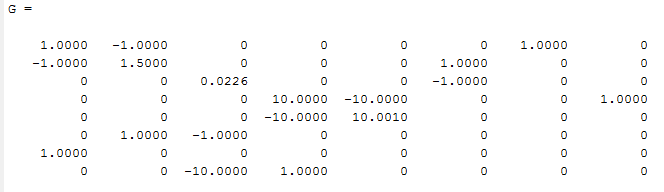 G =
1.0000 -1.0000 0 0 0 0 1.0000 0
-1.0000 1.5000 0 0 0 1.0000 0 0
0 0 0.0226 0 0 -1.0000 0 0
0 0 0 10.0000 -10.0000 0 0 1.0000
0 0 0 -10.0000 10.0010 0 0 0
0 1.0000 -1.0000 0 0 0 0 0
1.0000 0 0 0 0 0 0 0
0 0 -10.0000 1.0000 0 0 0 0